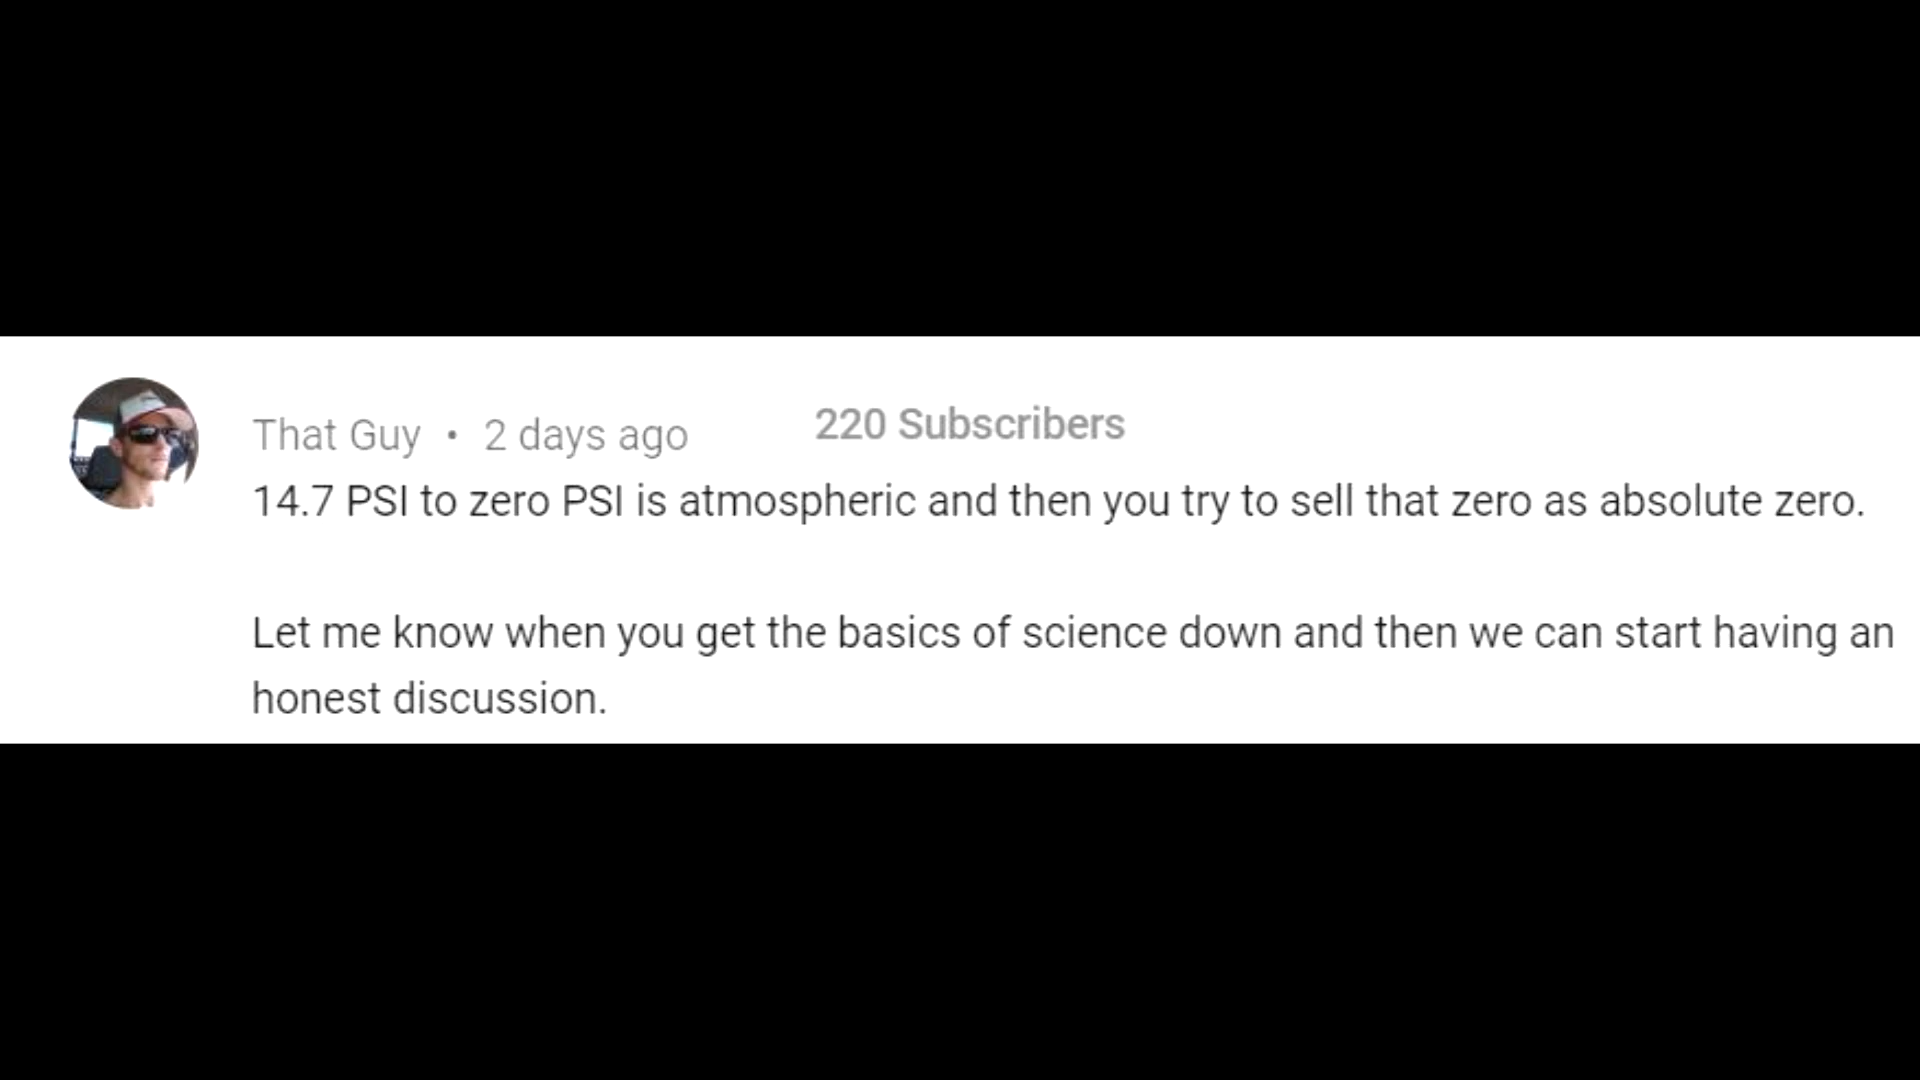 That Guy • 2 days ago 220 Subscribers
14.7 PSI to zero PSI is atmospheric and then you try to sell that zero as absolute zero.
Let me know when you get the basics of science down and then we can start having an
honest discussion.